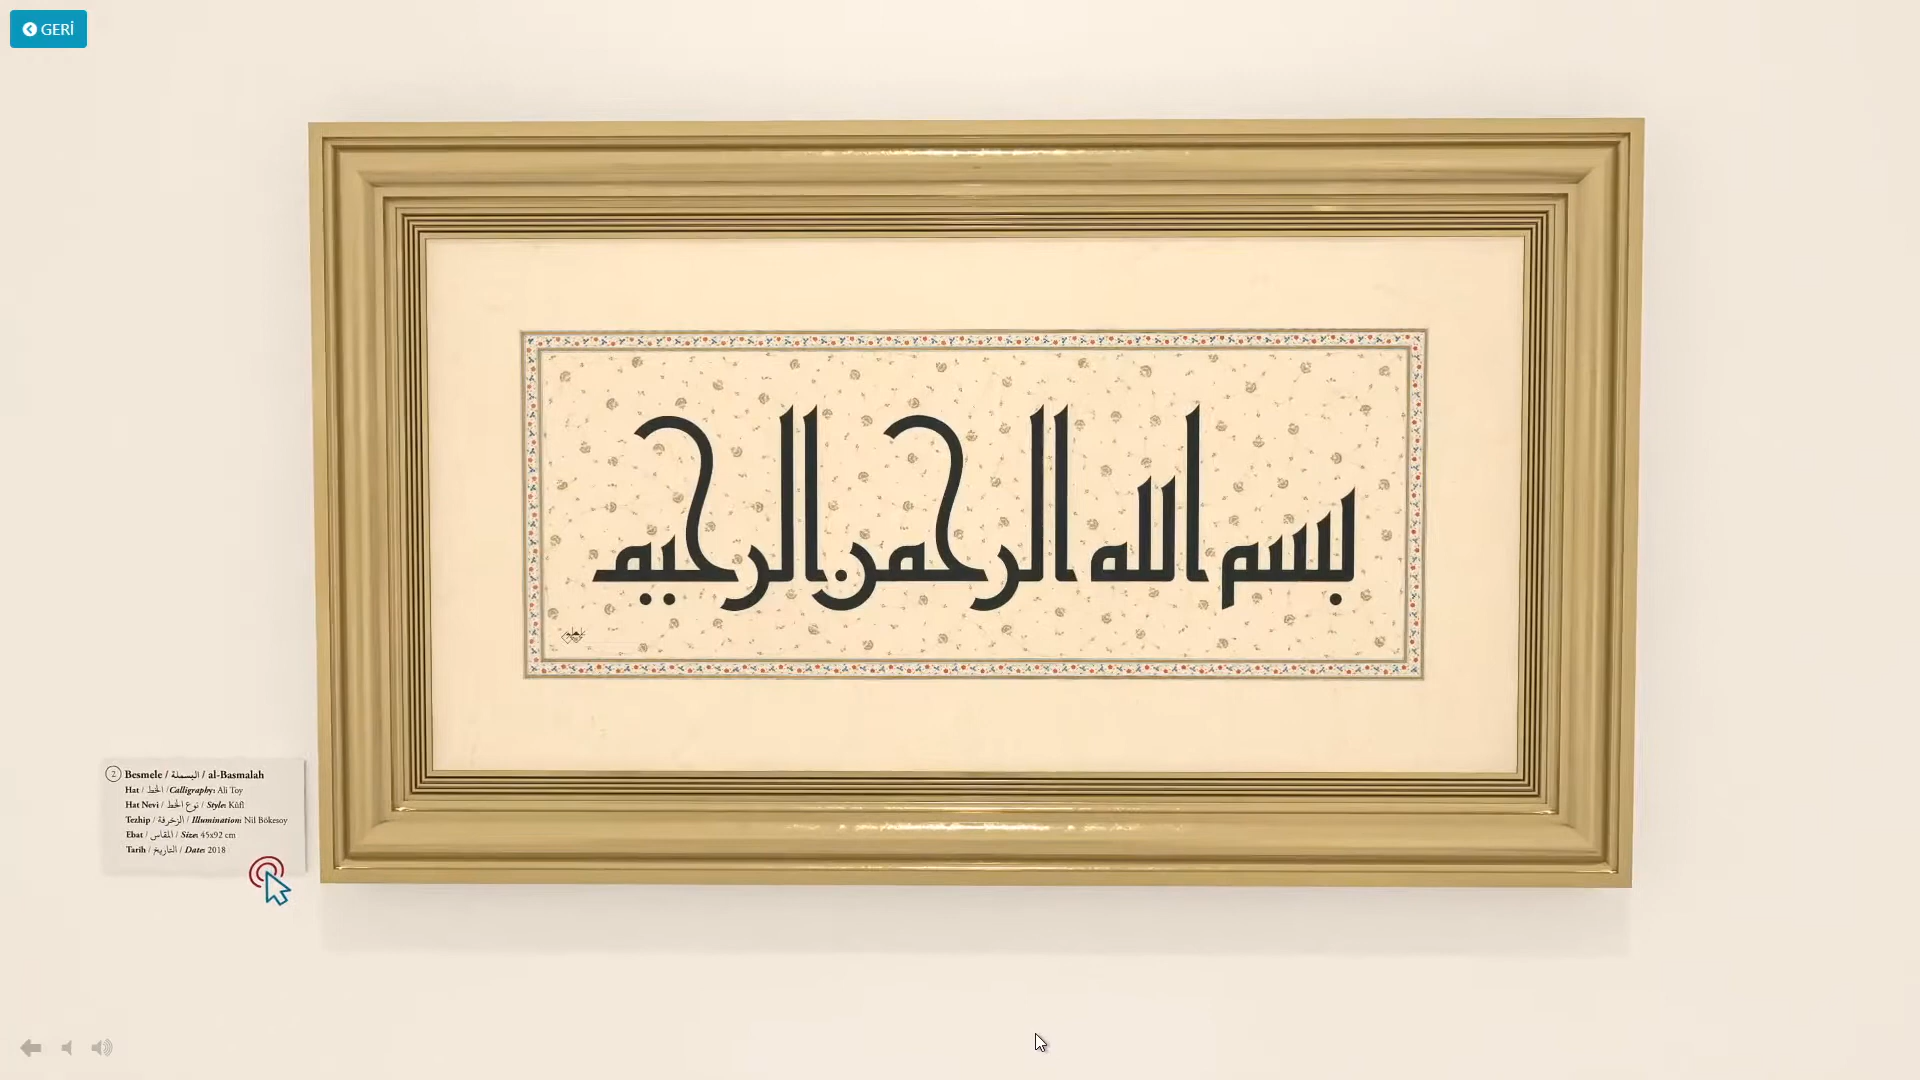 GERİ
بسم الله الرحمن الرحيم
2 Besmele / البسملة / al-Basmalah
Hat / الخط / Calligraphy: Ali Toy
Hat Nevi / نوع الخط / Style: Kûfî
Tezhip / الزخرفة / Illumination: Nil Bökesoy
Ebat / المقاس / Size: 45x92 cm
Tarih / التاريخ / Date: 2018